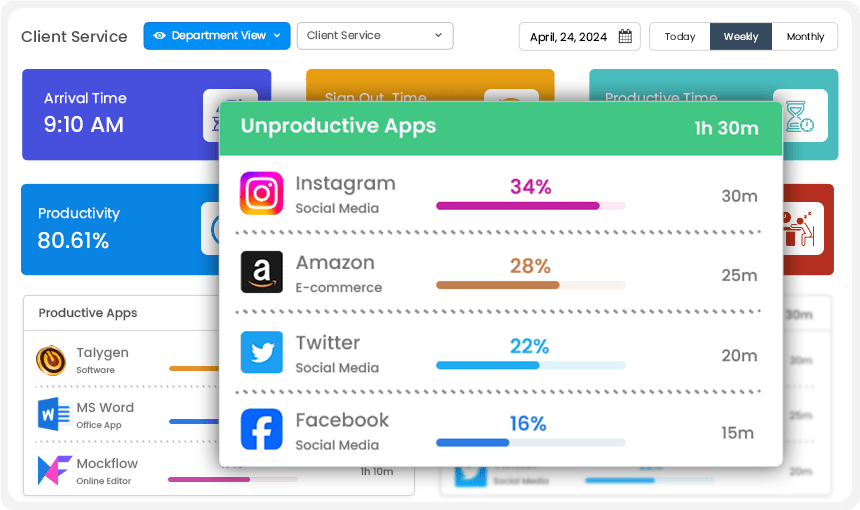 Client Service
Department View
Client Service
April, 24, 2024
Today
Weekly
Monthly
Arrival Time
9:10 AM
Sign Out Time
Productive Time
Unproductive Apps
1h 30m
Instagram
34%
Social Media
30m
Amazon
28%
E-commerce
25m
Twitter
22%
Social Media
20m
Facebook
16%
Social Media
15m
Productivity
80.61%
Productive Apps
Talygen
Software
MS Word
Office App
Mockflow
Online Editor
1h 10m
30m
30m
25m
20m
Social Media